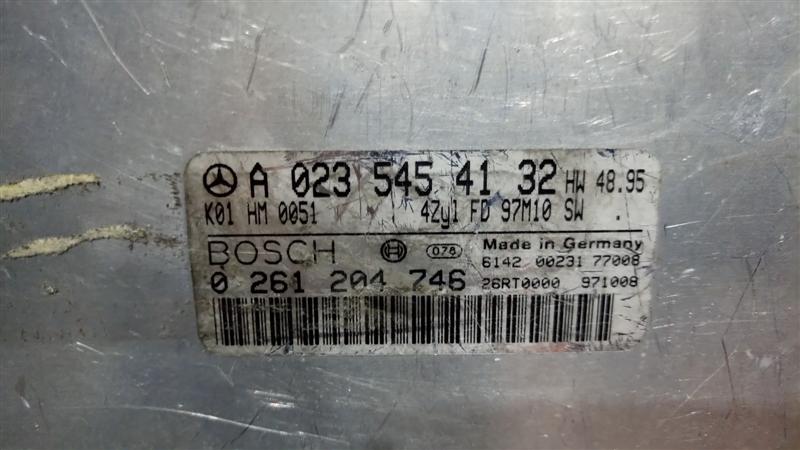 A 023 545 41 32 HW 48.95
K01 HM 0051 4Zyl FD 97M10 SW .
BOSCH 078 Made in Germany
6142 00231 77008
0 261 204 746 26RT0000 971008